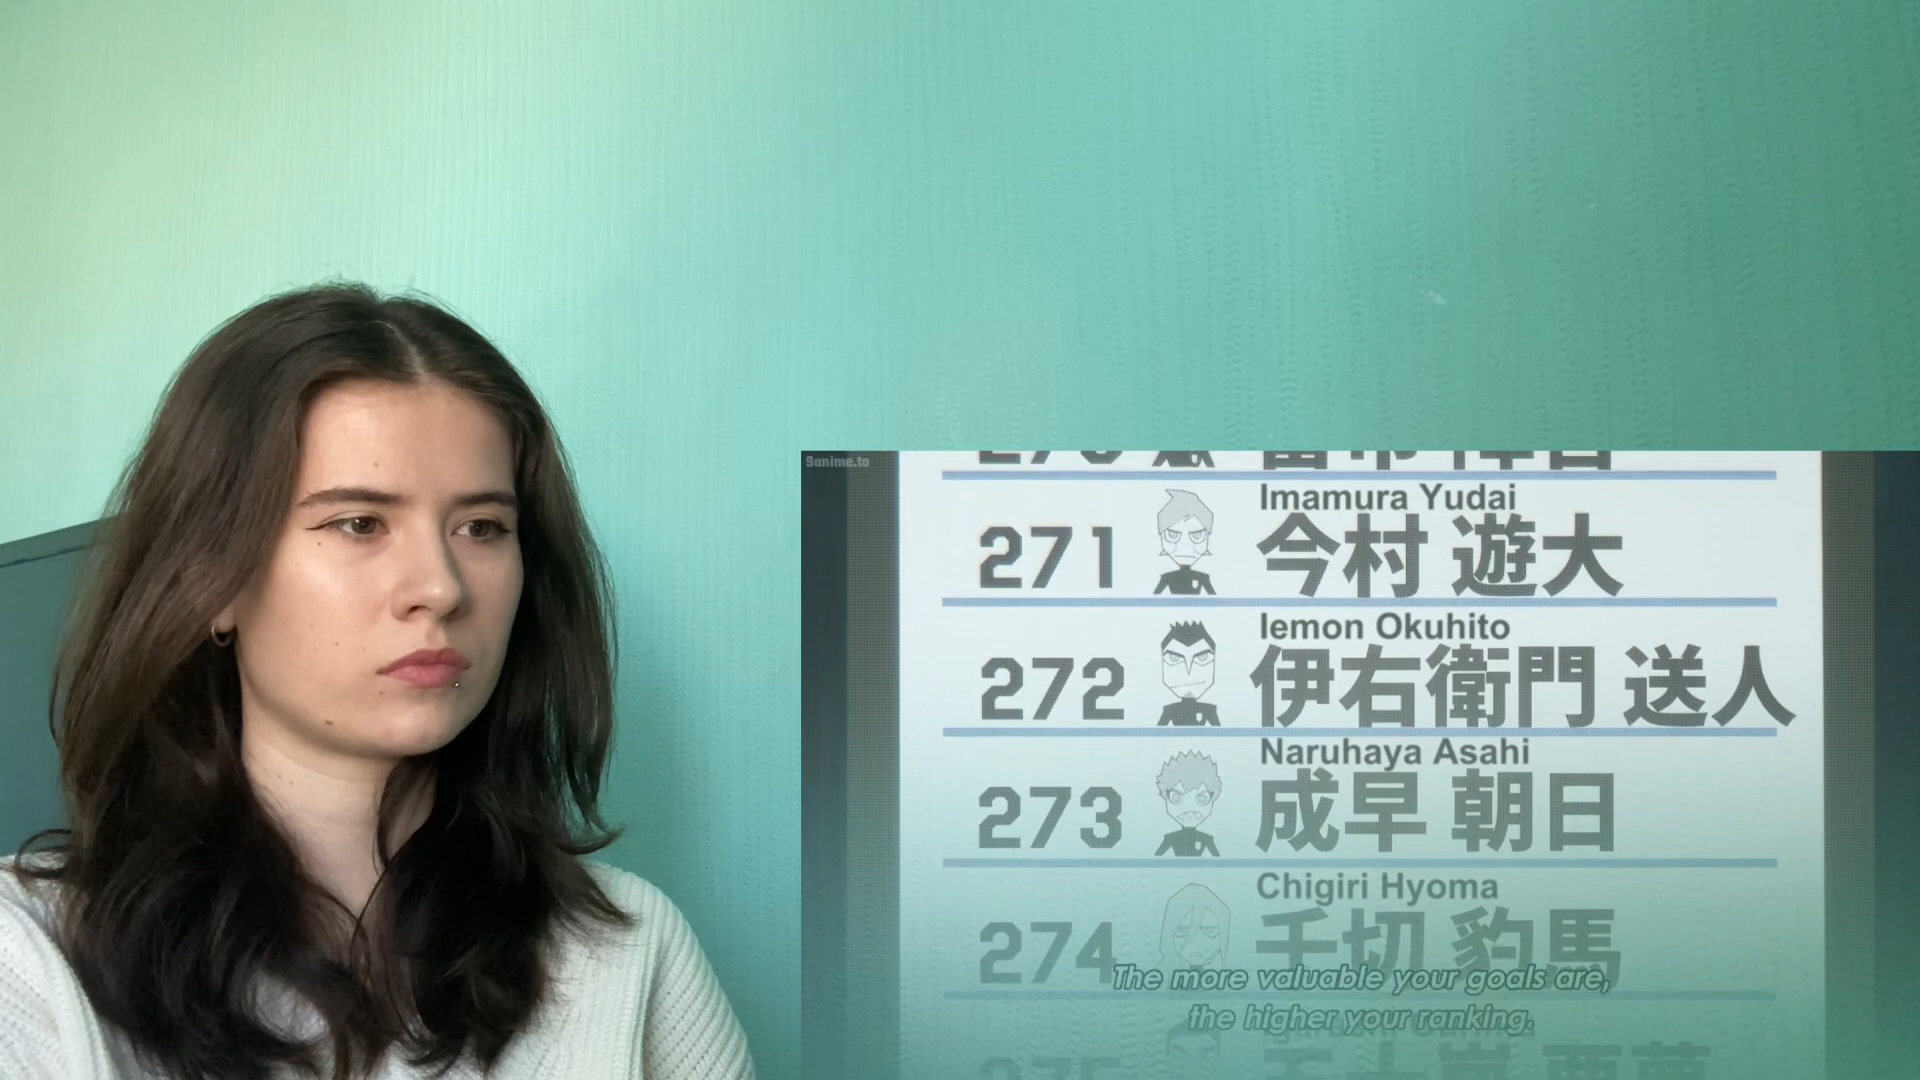 9anime.to
Imamura Yudai
271 今村 遊大
Iemon Okuhito
272 伊右衛門 送人
Naruhaya Asahi
273 成早 朝日
Chigiri Hyoma
274 千切 豹馬
The more valuable your goals are,
the higher your ranking.